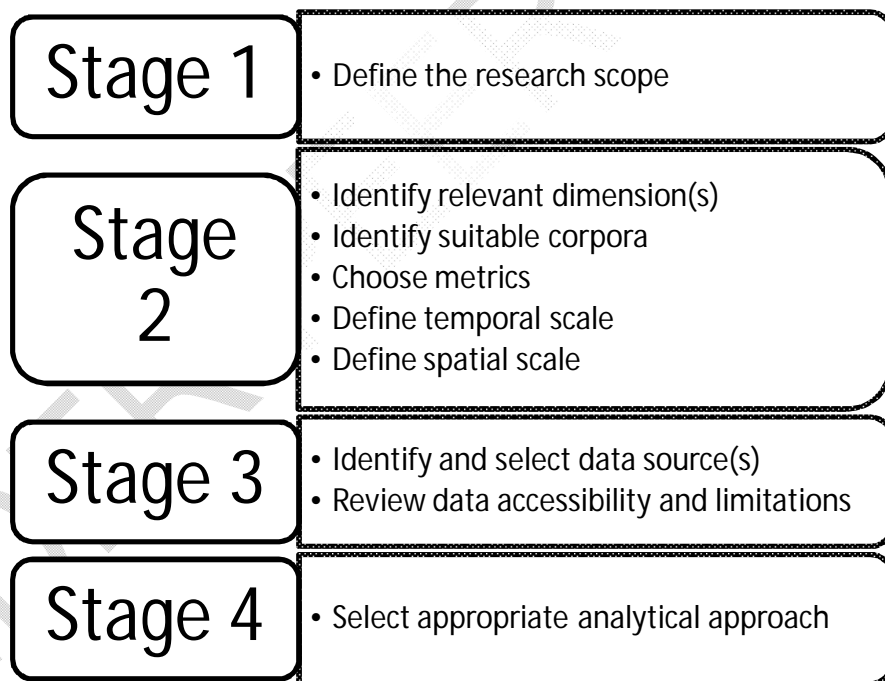 Stage 1
• Define the research scope
Stage
2
• Identify relevant dimension(s)
• Identify suitable corpora
• Choose metrics
• Define temporal scale
• Define spatial scale
Stage 3
• Identify and select data source(s)
• Review data accessibility and limitations
Stage 4
• Select appropriate analytical approach